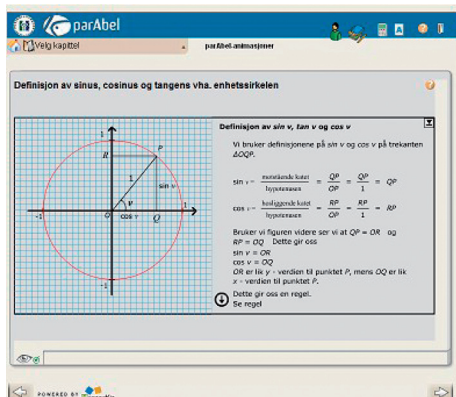 parAbel
Velg kapittel
parAbel-animasjoner
Definisjon av sinus, cosinus og tangens vha. enhetssirkelen
Definisjon av sin v, tan v og cos v
Vi bruker definisjonene på sin v og cos v på trekanten
ΔOQP.
sin v = motstående katet / hypotenusen = QP / OP = QP / 1 = QP
cos v = hosliggende katet / hypotenusen = RP / OP = RP / 1 = RP
Bruker vi figuren videre ser vi at QP = OR og
RP = OQ Dette gir oss
sin v = OR
cos v = OQ
OR er lik y - verdien til punktet P, mens OQ er lik
x - verdien til punktet P.
Dette gir oss en regel.
Se regel
1
R
P
1
sin v
v
-1
O
cos v
Q
1
-1
POWERED BY